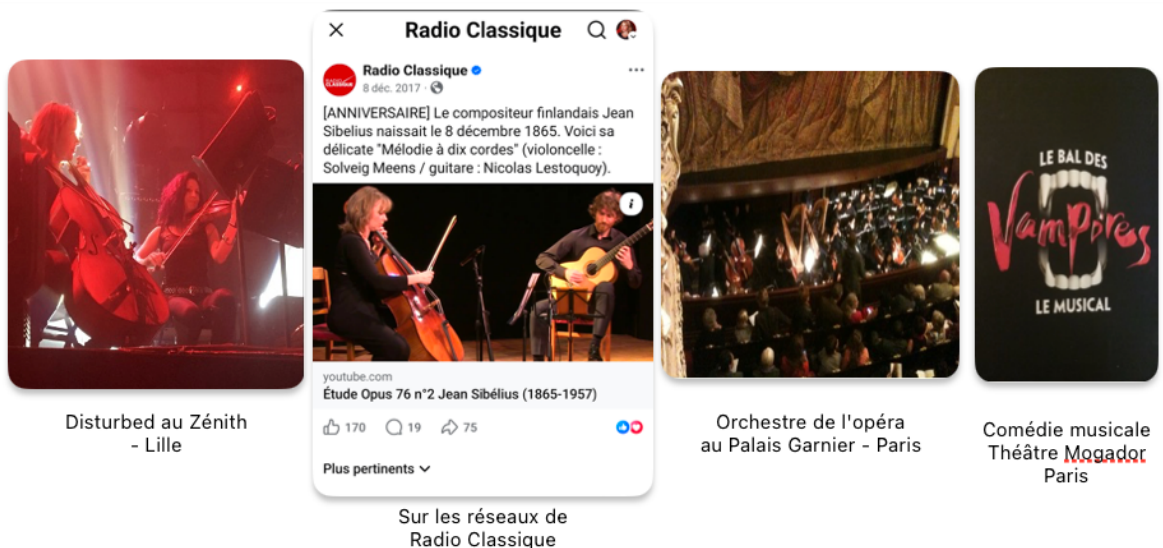 Radio Classique
RADIO
CLASSIQUE
Radio Classique
8 déc. 2017 ·
[ANNIVERSAIRE] Le compositeur finlandais Jean
Sibelius naissait le 8 décembre 1865. Voici sa
délicate "Mélodie à dix cordes" (violoncelle :
Solveig Meens / guitare : Nicolas Lestoquoy).
i
youtube.com
Étude Opus 76 n°2 Jean Sibélius (1865-1957)
170 19 75
Plus pertinents
LE BAL DES
Vampires
LE MUSICAL
Disturbed au Zénith
- Lille
Sur les réseaux de
Radio Classique
Orchestre de l'opéra
au Palais Garnier - Paris
Comédie musicale
Théâtre Mogador
Paris